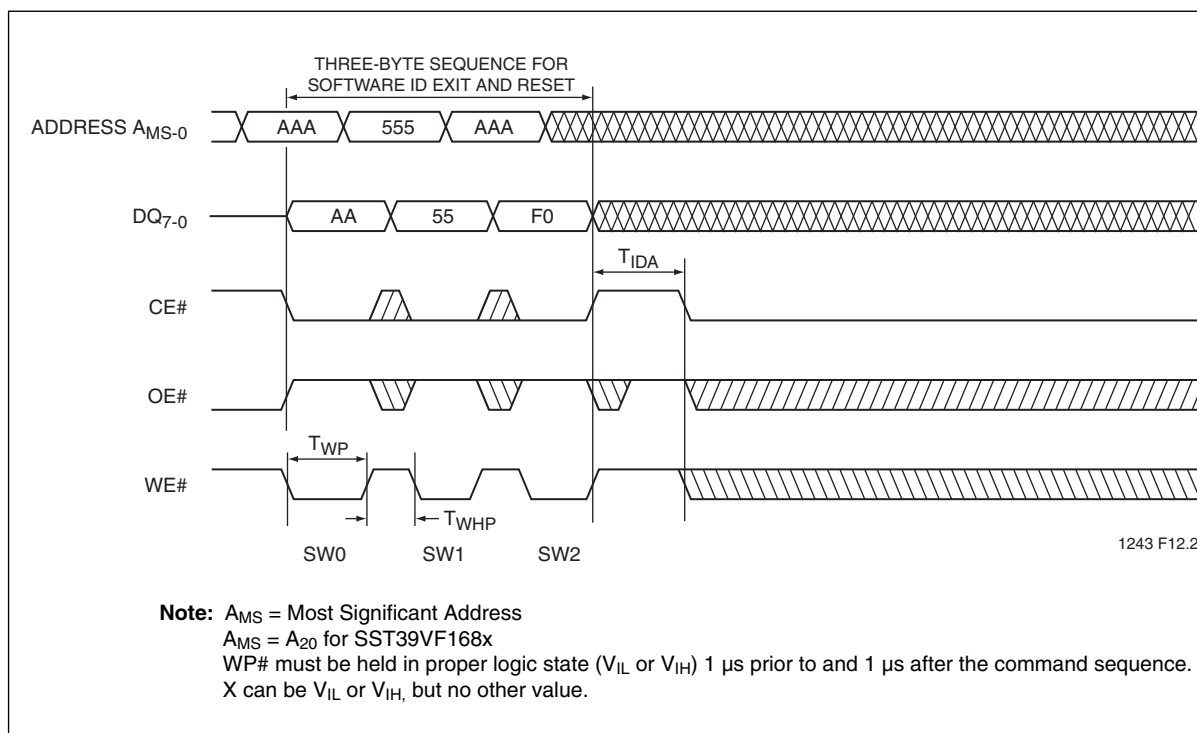 THREE-BYTE SEQUENCE FOR
SOFTWARE ID EXIT AND RESET
ADDRESS AMS-0
AAA
555
AAA
DQ7-0
AA
55
F0
TIDA
CE#
OE#
TWP
WE#
TWHP
SW0
SW1
SW2
1243 F12.2
Note: AMS = Most Significant Address
AMS = A20 for SST39VF168x
WP# must be held in proper logic state (VIL or VIH) 1 µs prior to and 1 µs after the command sequence.
X can be VIL or VIH, but no other value.